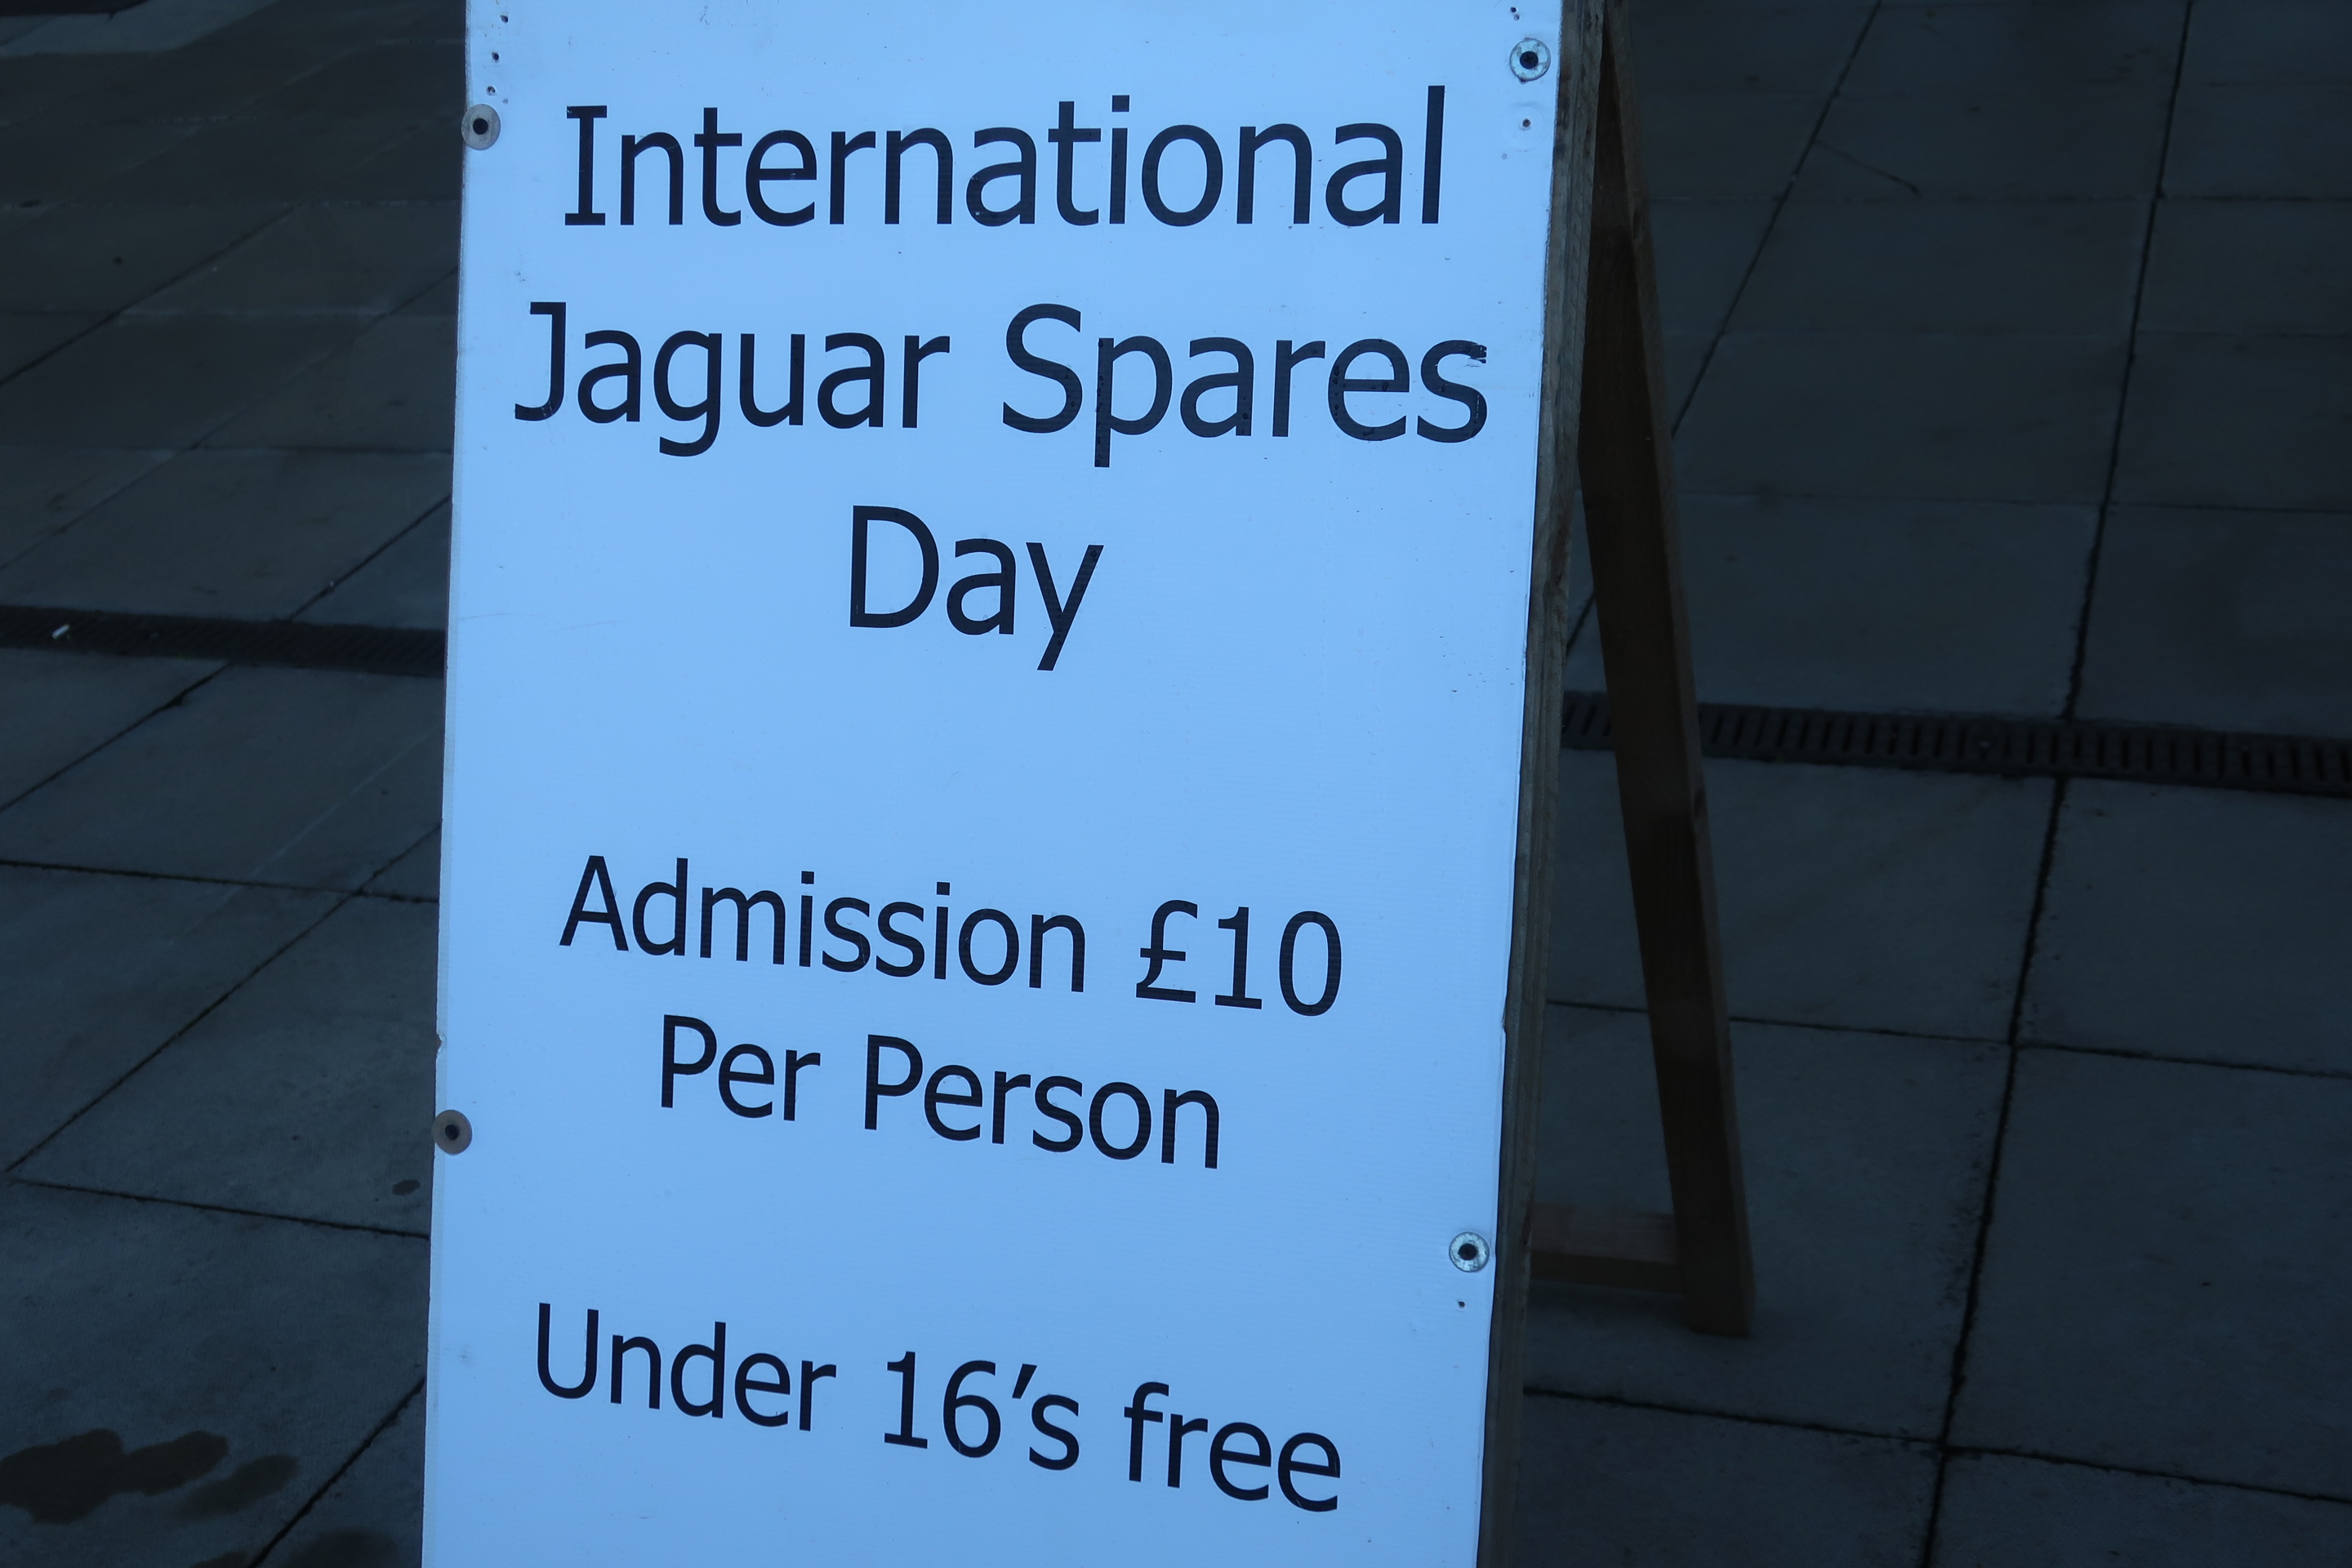 International
Jaguar Spares
Day
Admission £10
Per Person
Under 16's free